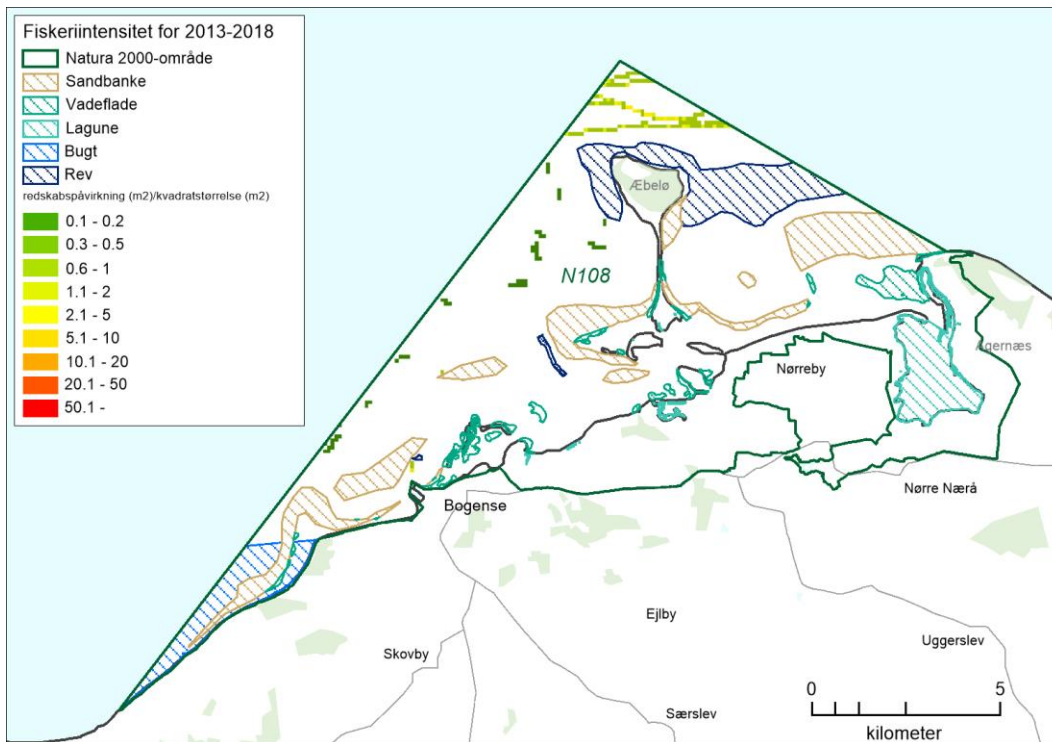 Fiskeriintensitet for 2013-2018
Natura 2000-område
Sandbanke
Vadeflade
Lagune
Bugt
Rev
redskabspåvirkning (m2)/kvadratstørrelse (m2)
0.1 - 0.2
0.3 - 0.5
0.6 - 1
1.1 - 2
2.1 - 5
5.1 - 10
10.1 - 20
20.1 - 50
50.1 -
Æbelø
N108
Agernæs
Nørreby
Nørre Nærå
Bogense
Ejlby
Uggerslev
Skovby
Særslev
0 5
kilometer